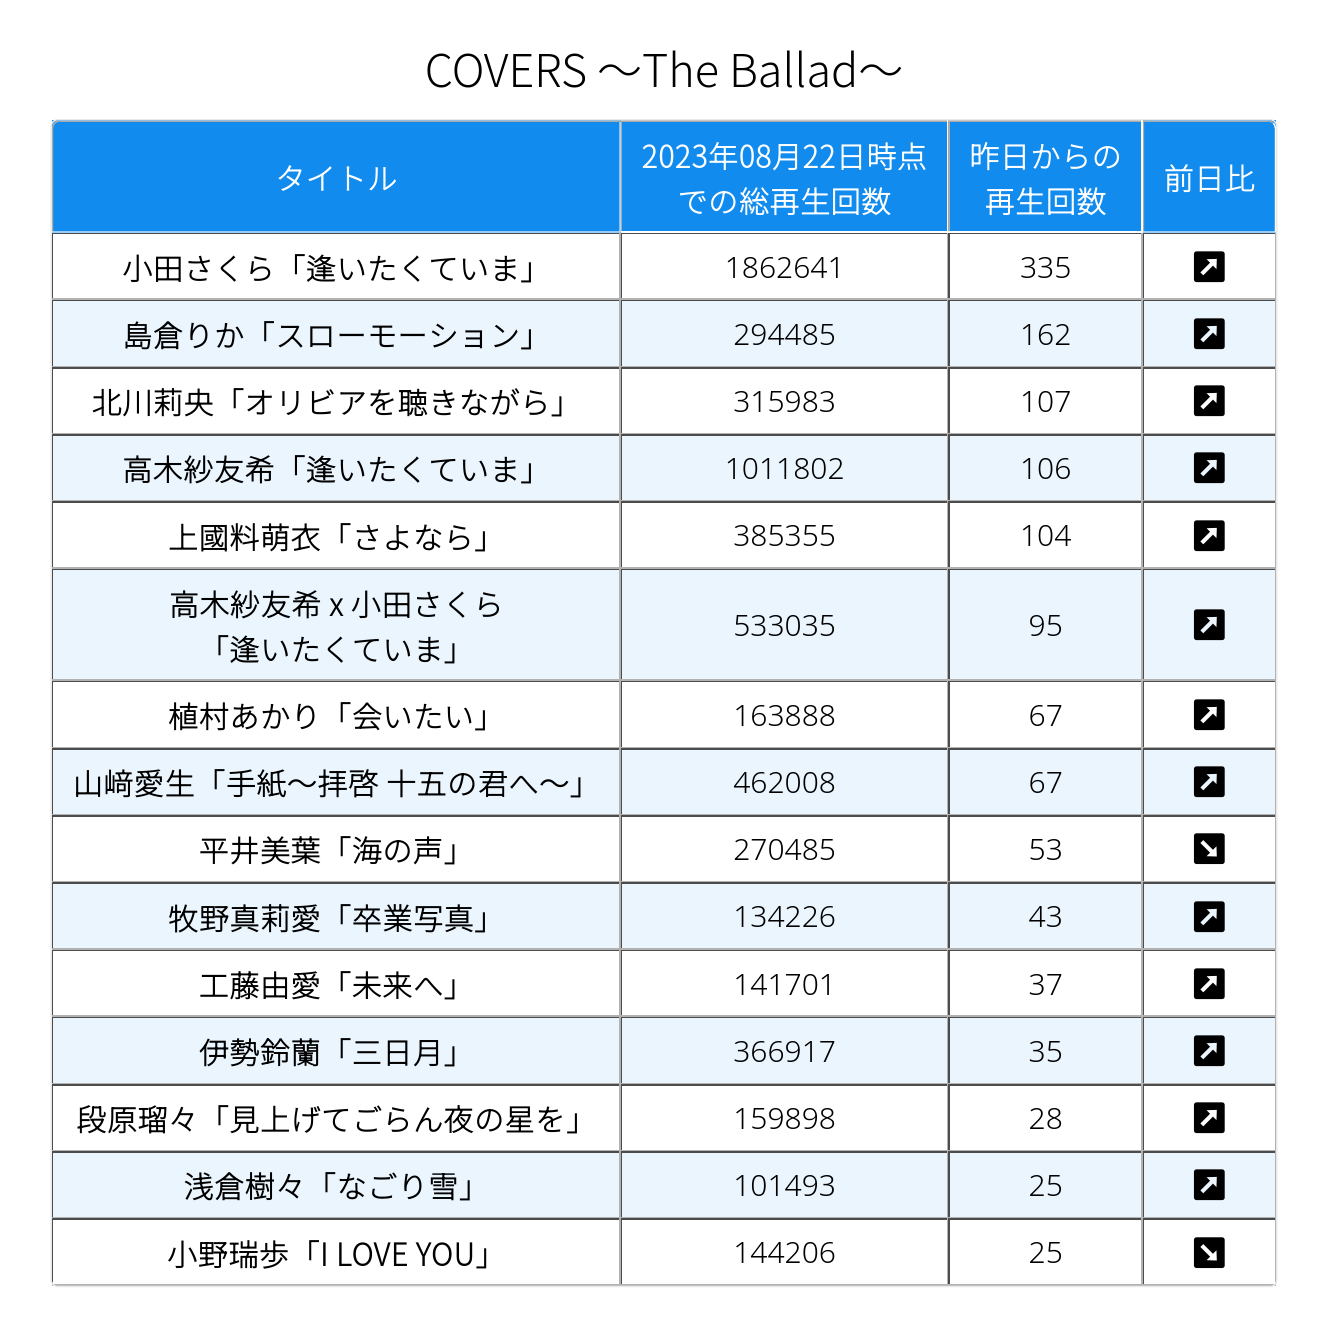 COVERS ～The Ballad～
タイトル
2023年08月22日時点
での総再生回数
昨日からの
再生回数
前日比
小田さくら「逢いたくていま」 1862641 335
島倉りか「スローモーション」 294485 162
北川莉央「オリビアを聴きながら」 315983 107
高木紗友希「逢いたくていま」 1011802 106
上國料萌衣「さよなら」 385355 104
高木紗友希 x 小田さくら
「逢いたくていま」 533035 95
植村あかり「会いたい」 163888 67
山﨑愛生「手紙～拝啓 十五の君へ～」 462008 67
平井美葉「海の声」 270485 53
牧野真莉愛「卒業写真」 134226 43
工藤由愛「未来へ」 141701 37
伊勢鈴蘭「三日月」 366917 35
段原瑠々「見上げてごらん夜の星を」 159898 28
浅倉樹々「なごり雪」 101493 25
小野瑞歩「I LOVE YOU」 144206 25